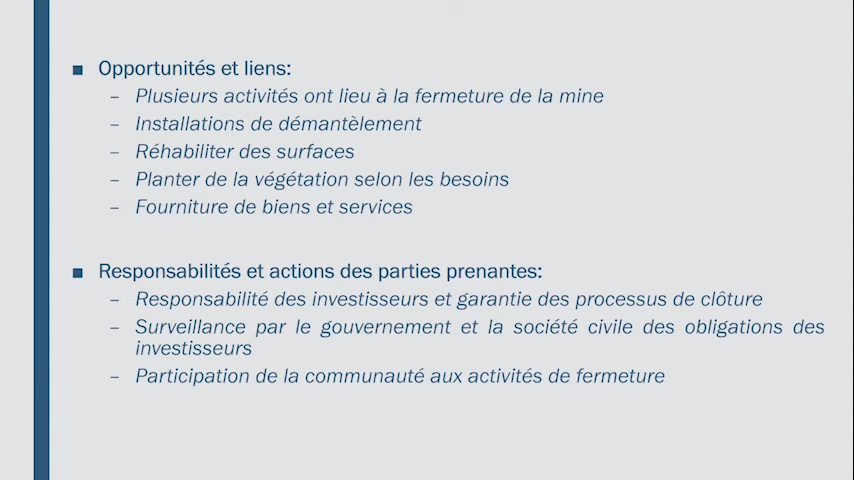 ■ Opportunités et liens:
– Plusieurs activités ont lieu à la fermeture de la mine
– Installations de démantèlement
– Réhabiliter des surfaces
– Planter de la végétation selon les besoins
– Fourniture de biens et services
■ Responsabilités et actions des parties prenantes:
– Responsabilité des investisseurs et garantie des processus de clôture
– Surveillance par le gouvernement et la société civile des obligations des
investisseurs
– Participation de la communauté aux activités de fermeture